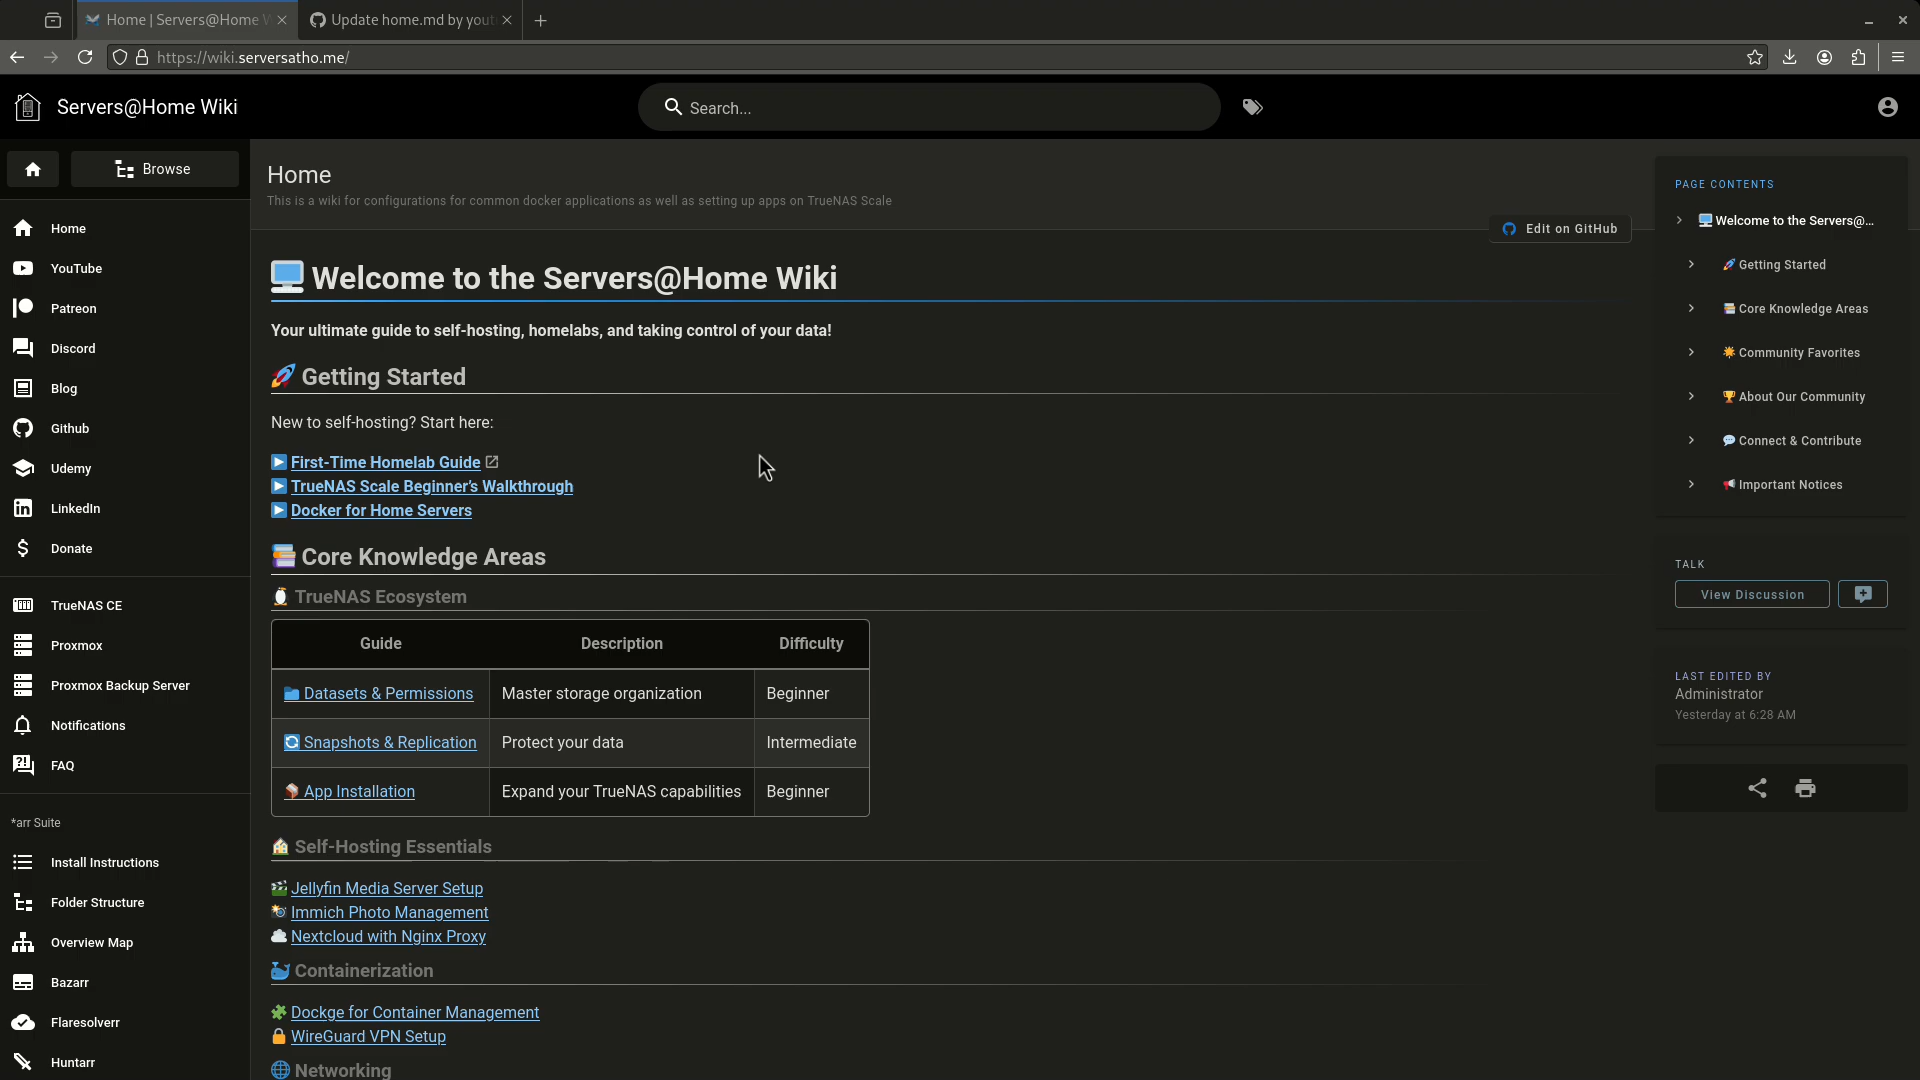 Home | Servers@Home W
Update home.md by yout
https://wiki.serversatho.me/
Servers@Home Wiki
Search...
Browse
Home
YouTube
Patreon
Discord
Blog
Github
Udemy
LinkedIn
Donate
TrueNAS CE
Proxmox
Proxmox Backup Server
Notifications
FAQ
*arr Suite
Install Instructions
Folder Structure
Overview Map
Bazarr
Flaresolverr
Huntarr
Home
This is a wiki for configurations for common docker applications as well as setting up apps on TrueNAS Scale
Edit on GitHub
Welcome to the Servers@Home Wiki
Your ultimate guide to self-hosting, homelabs, and taking control of your data!
Getting Started
New to self-hosting? Start here:
First-Time Homelab Guide
TrueNAS Scale Beginner's Walkthrough
Docker for Home Servers
Core Knowledge Areas
TrueNAS Ecosystem
Guide Description Difficulty
Datasets & Permissions Master storage organization Beginner
Snapshots & Replication Protect your data Intermediate
App Installation Expand your TrueNAS capabilities Beginner
Self-Hosting Essentials
Jellyfin Media Server Setup
Immich Photo Management
Nextcloud with Nginx Proxy
Containerization
Dockge for Container Management
WireGuard VPN Setup
Networking
PAGE CONTENTS
Welcome to the Servers@...
Getting Started
Core Knowledge Areas
Community Favorites
About Our Community
Connect & Contribute
Important Notices
TALK
View Discussion
LAST EDITED BY
Administrator
Yesterday at 6:28 AM